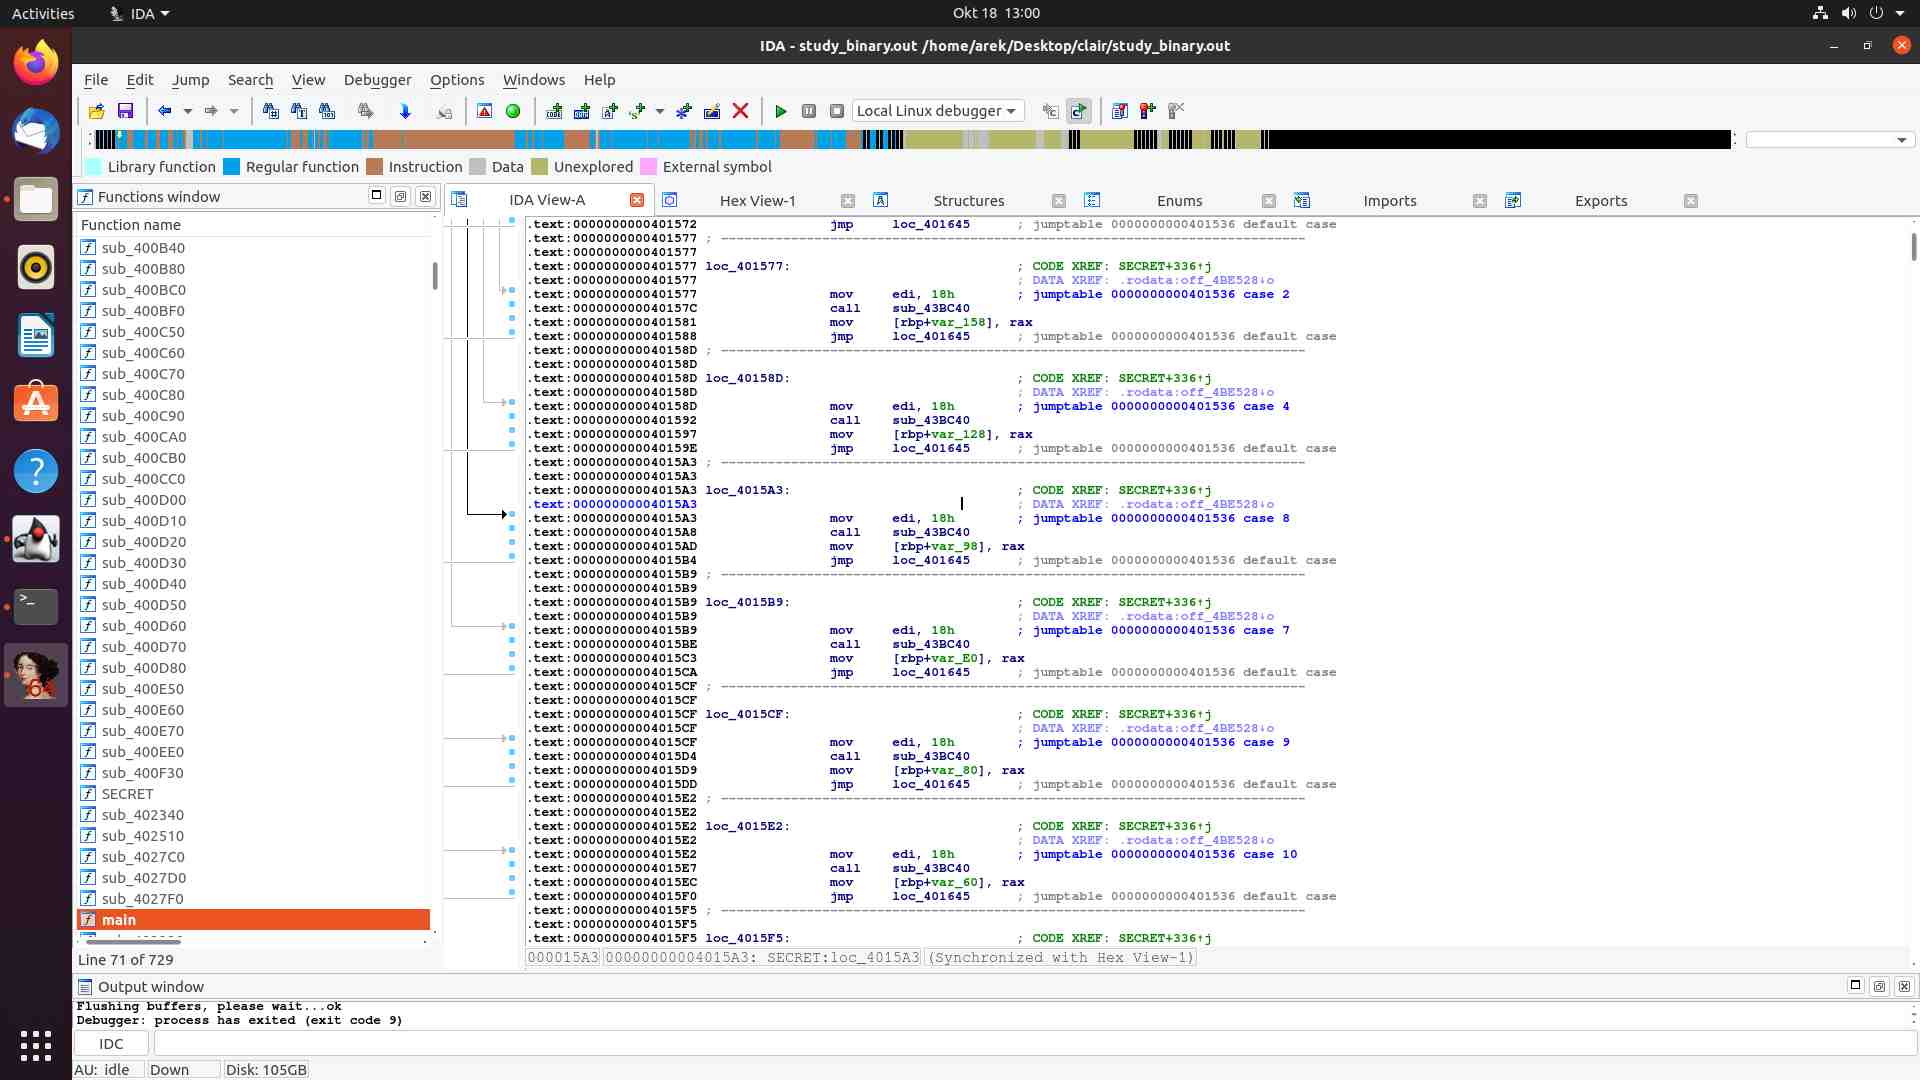 Activities IDA Okt 18 13:00
IDA - study_binary.out /home/arek/Desktop/clair/study_binary.out
File Edit Jump Search View Debugger Options Windows Help
Local Linux debugger
Library function Regular function Instruction Data Unexplored External symbol
Functions window
Function name
sub_400B40
sub_400B80
sub_400BC0
sub_400BF0
sub_400C50
sub_400C60
sub_400C70
sub_400C80
sub_400C90
sub_400CA0
sub_400CB0
sub_400CC0
sub_400D00
sub_400D10
sub_400D20
sub_400D30
sub_400D40
sub_400D50
sub_400D60
sub_400D70
sub_400D80
sub_400E50
sub_400E60
sub_400E70
sub_400EE0
sub_400F30
SECRET
sub_402340
sub_402510
sub_4027C0
sub_4027D0
sub_4027F0
main
Line 71 of 729
IDA View-A Hex View-1 Structures Enums Imports Exports
.text:0000000000401572 jmp loc_401645 ; jumptable 0000000000401536 default case
.text:0000000000401577 ; ---------------------------------------------------------------------------
.text:0000000000401577
.text:0000000000401577 loc_401577: ; CODE XREF: SECRET+336↑j
.text:0000000000401577 ; DATA XREF: .rodata:off_4BE528↓o
.text:0000000000401577 mov edi, 18h ; jumptable 0000000000401536 case 2
.text:000000000040157C call sub_43BC40
.text:0000000000401581 mov [rbp+var_158], rax
.text:0000000000401588 jmp loc_401645 ; jumptable 0000000000401536 default case
.text:000000000040158D ; ---------------------------------------------------------------------------
.text:000000000040158D
.text:000000000040158D loc_40158D: ; CODE XREF: SECRET+336↑j
.text:000000000040158D ; DATA XREF: .rodata:off_4BE528↓o
.text:000000000040158D mov edi, 18h ; jumptable 0000000000401536 case 4
.text:0000000000401592 call sub_43BC40
.text:0000000000401597 mov [rbp+var_128], rax
.text:000000000040159E jmp loc_401645 ; jumptable 0000000000401536 default case
.text:00000000004015A3 ; ---------------------------------------------------------------------------
.text:00000000004015A3
.text:00000000004015A3 loc_4015A3: ; CODE XREF: SECRET+336↑j
.text:00000000004015A3 ; DATA XREF: .rodata:off_4BE528↓o
.text:00000000004015A3 mov edi, 18h ; jumptable 0000000000401536 case 8
.text:00000000004015A8 call sub_43BC40
.text:00000000004015AD mov [rbp+var_98], rax
.text:00000000004015B4 jmp loc_401645 ; jumptable 0000000000401536 default case
.text:00000000004015B9 ; ---------------------------------------------------------------------------
.text:00000000004015B9
.text:00000000004015B9 loc_4015B9: ; CODE XREF: SECRET+336↑j
.text:00000000004015B9 ; DATA XREF: .rodata:off_4BE528↓o
.text:00000000004015B9 mov edi, 18h ; jumptable 0000000000401536 case 7
.text:00000000004015BE call sub_43BC40
.text:00000000004015C3 mov [rbp+var_E0], rax
.text:00000000004015CA jmp loc_401645 ; jumptable 0000000000401536 default case
.text:00000000004015CF ; ---------------------------------------------------------------------------
.text:00000000004015CF
.text:00000000004015CF loc_4015CF: ; CODE XREF: SECRET+336↑j
.text:00000000004015CF ; DATA XREF: .rodata:off_4BE528↓o
.text:00000000004015CF mov edi, 18h ; jumptable 0000000000401536 case 9
.text:00000000004015D4 call sub_43BC40
.text:00000000004015D9 mov [rbp+var_80], rax
.text:00000000004015DD jmp loc_401645 ; jumptable 0000000000401536 default case
.text:00000000004015E2 ; ---------------------------------------------------------------------------
.text:00000000004015E2
.text:00000000004015E2 loc_4015E2: ; CODE XREF: SECRET+336↑j
.text:00000000004015E2 ; DATA XREF: .rodata:off_4BE528↓o
.text:00000000004015E2 mov edi, 18h ; jumptable 0000000000401536 case 10
.text:00000000004015E7 call sub_43BC40
.text:00000000004015EC mov [rbp+var_60], rax
.text:00000000004015F0 jmp loc_401645 ; jumptable 0000000000401536 default case
.text:00000000004015F5 ; ---------------------------------------------------------------------------
.text:00000000004015F5
.text:00000000004015F5 loc_4015F5: ; CODE XREF: SECRET+336↑j
000015A3 00000000004015A3: SECRET:loc_4015A3 (Synchronized with Hex View-1)
Output window
Flushing buffers, please wait...ok
Debugger: process has exited (exit code 9)
IDC
AU: idle Down Disk: 105GB